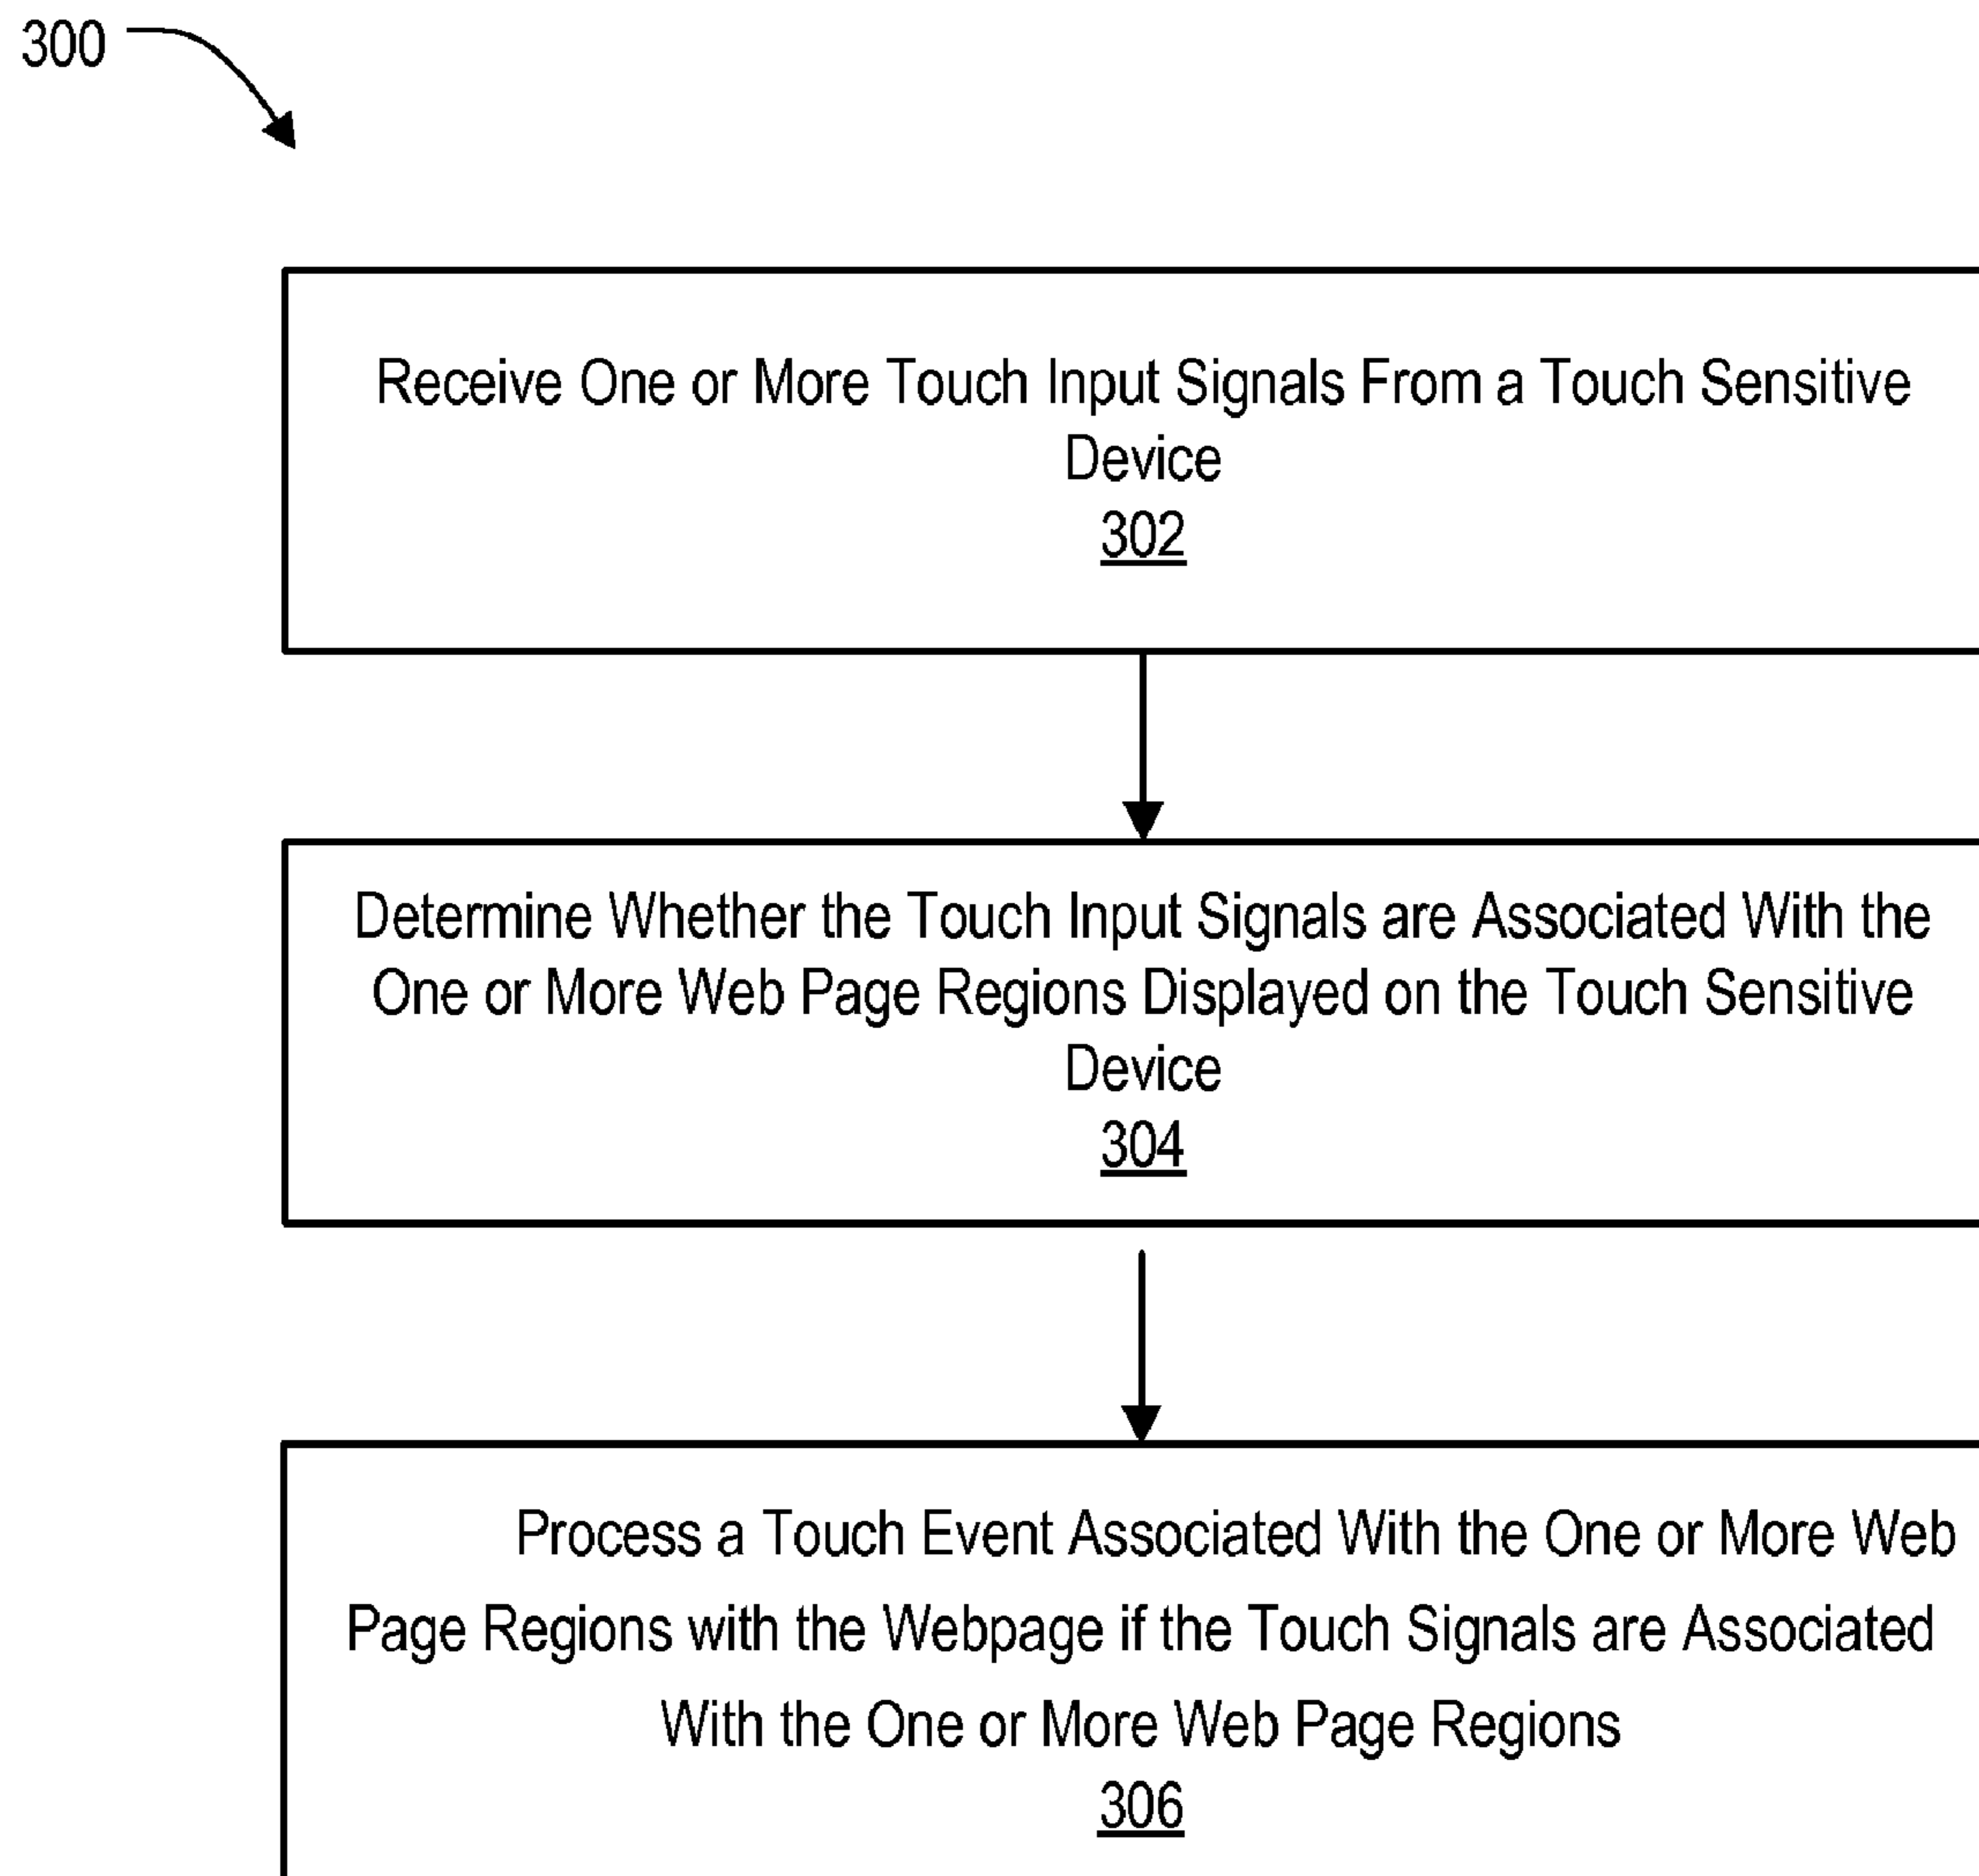 300
Receive One or More Touch Input Signals From a Touch Sensitive
Device
302
Determine Whether the Touch Input Signals are Associated With the
One or More Web Page Regions Displayed on the Touch Sensitive
Device
304
Process a Touch Event Associated With the One or More Web
Page Regions with the Webpage if the Touch Signals are Associated
With the One or More Web Page Regions
306